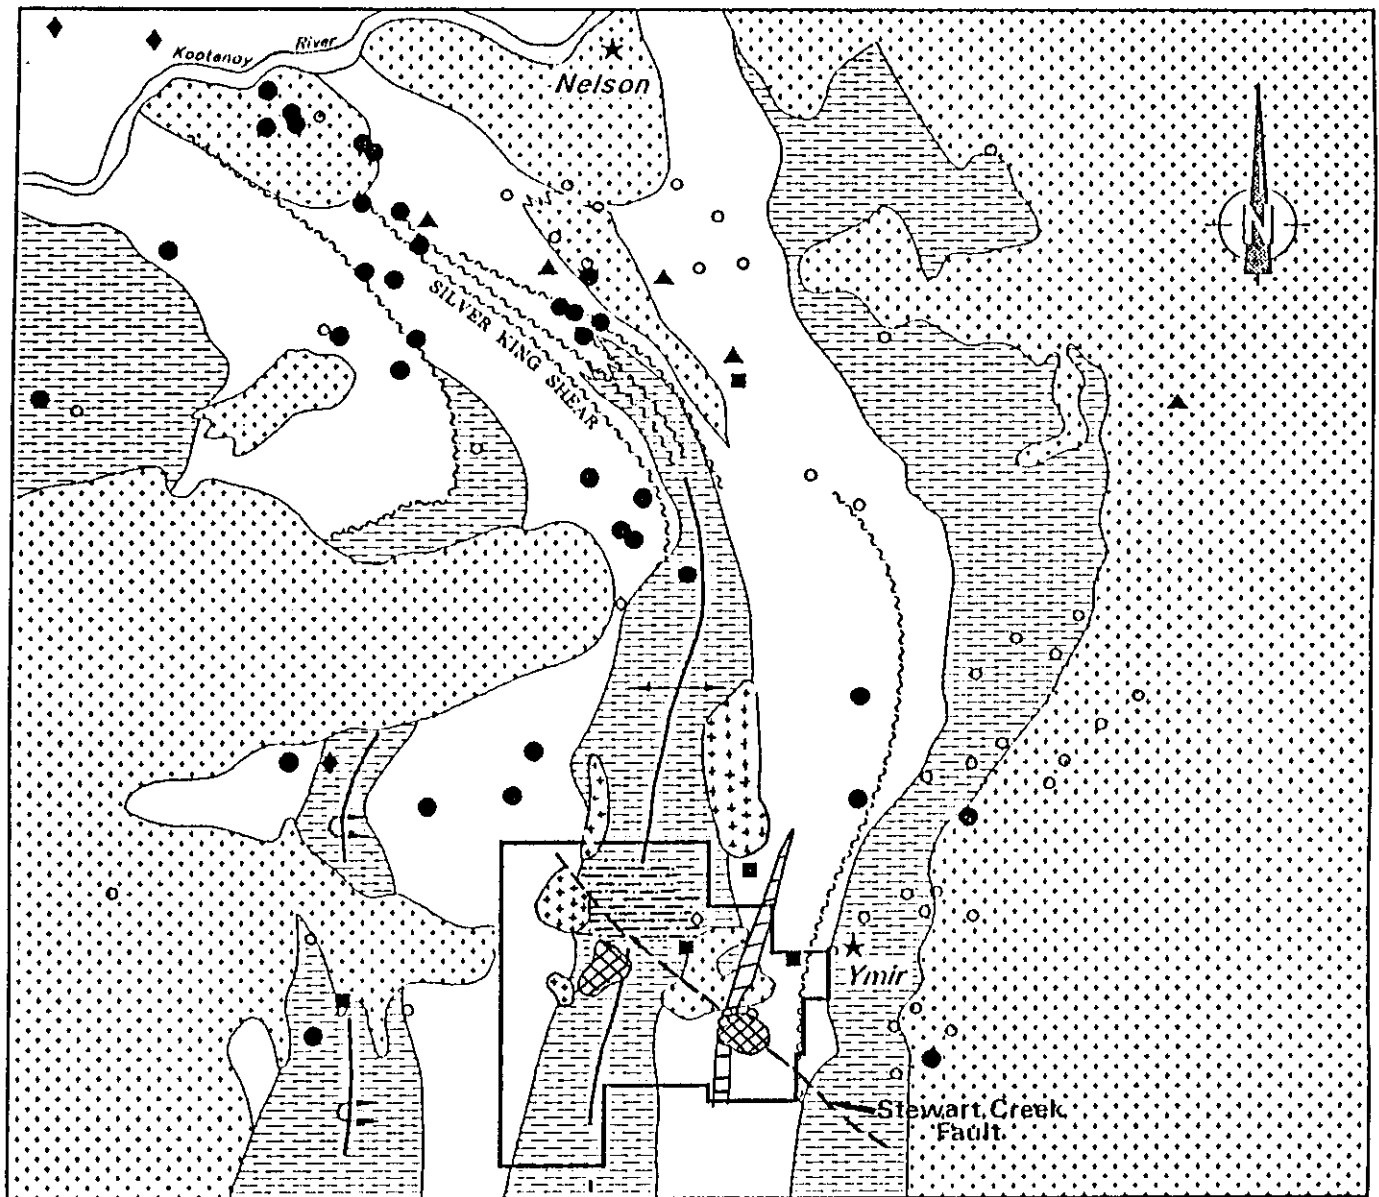 Kootenay River
Nelson
SILVER KING SHEAR
Ymir
Stewart Creek
Fault